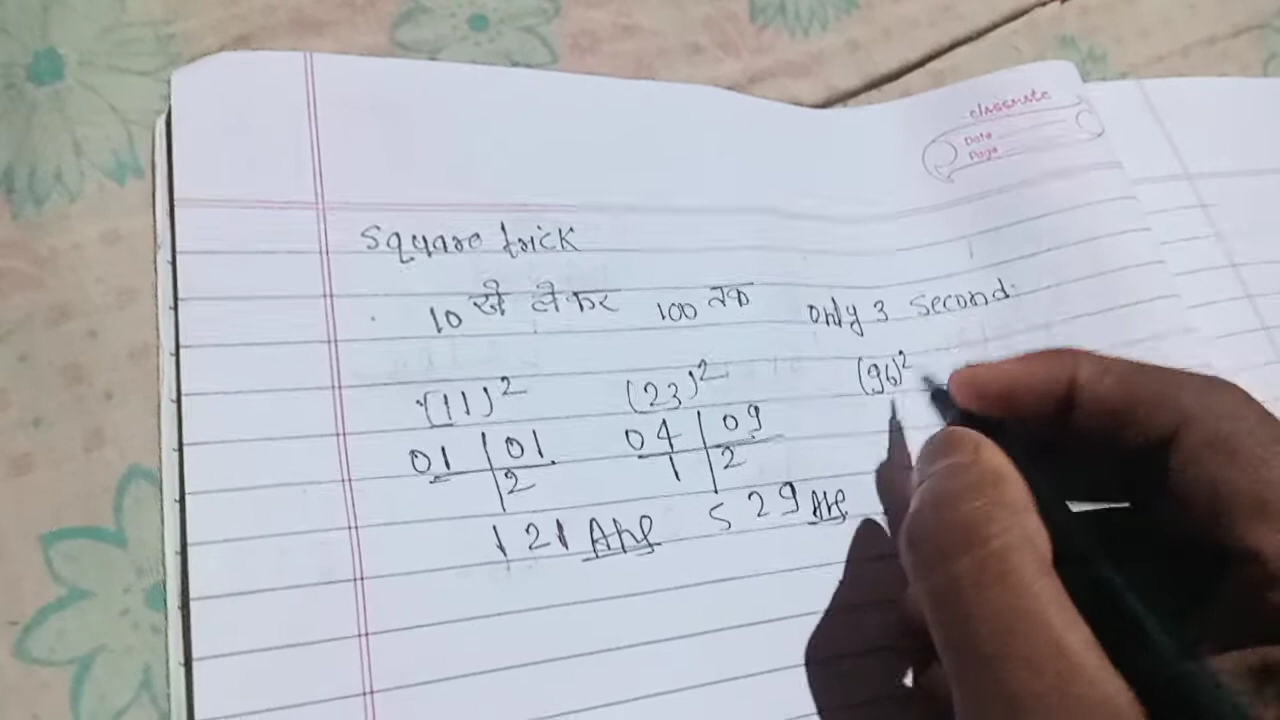 classmate
Date
Page
Square trick
10 से लेकर 100 तक only 3 second.
(11)² (23)² (96)²
01 | 01 04 | 09
2 1 | 2
121 Ans 529 Ans